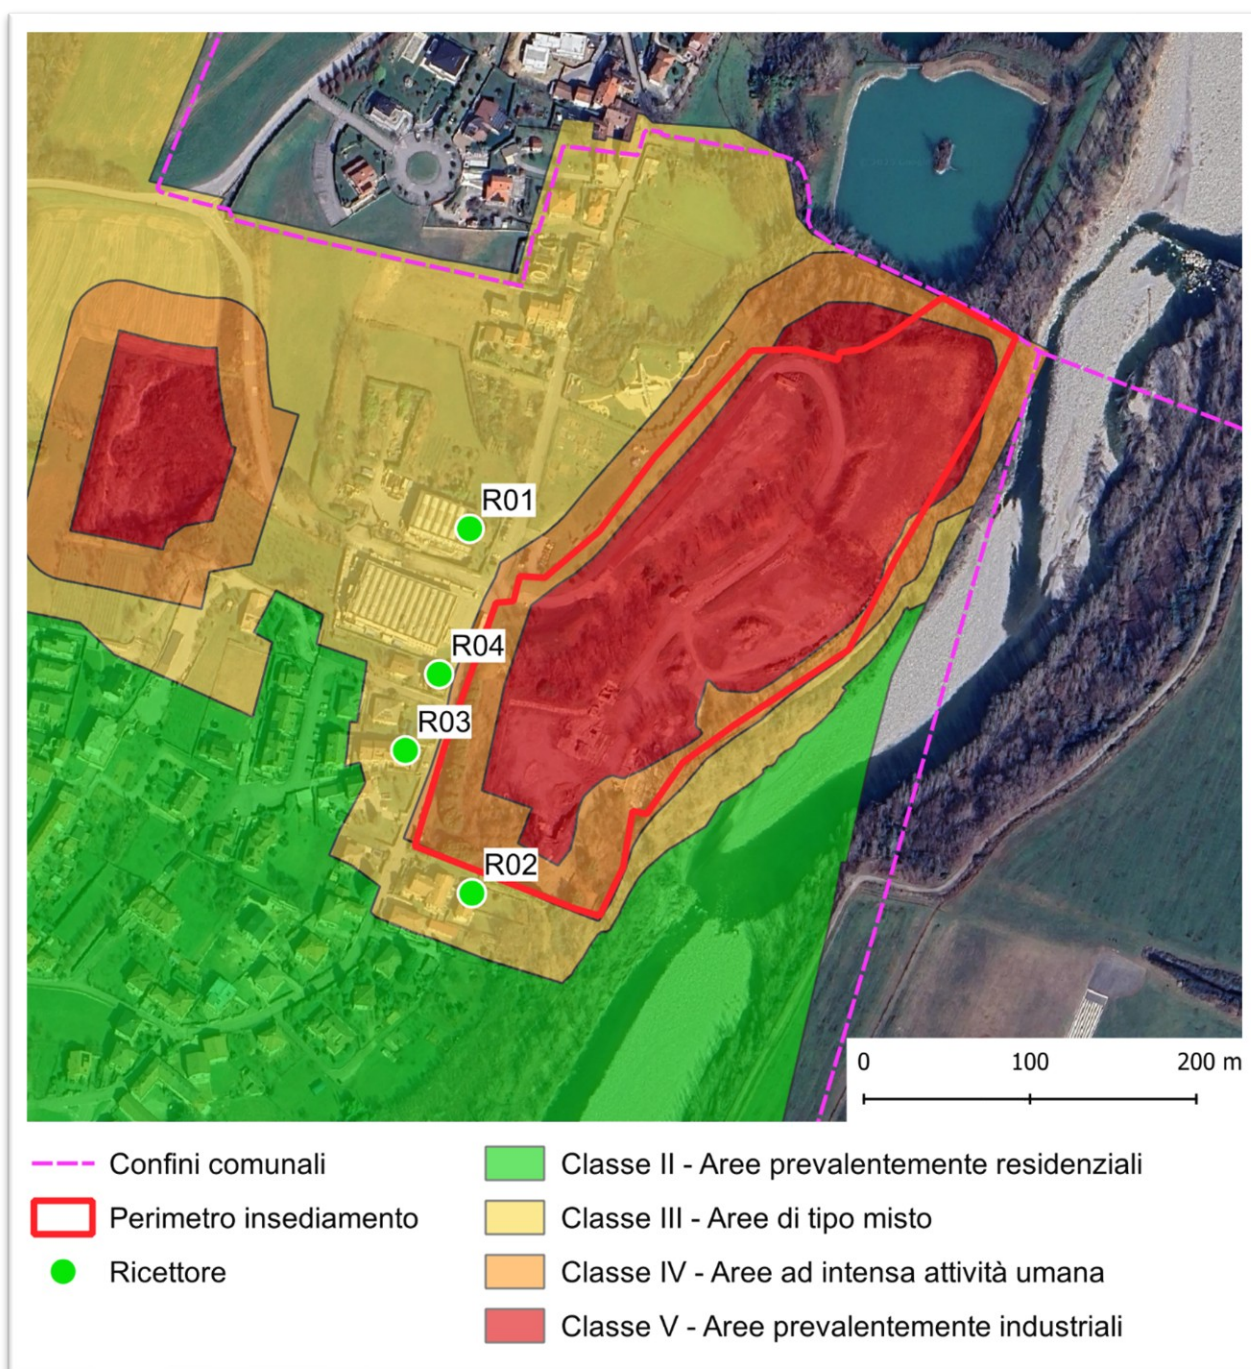 R01
R04
R03
R02
0 100 200 m
Confini comunali
Perimetro insediamento
Ricettore
Classe II - Aree prevalentemente residenziali
Classe III - Aree di tipo misto
Classe IV - Aree ad intensa attività umana
Classe V - Aree prevalentemente industriali